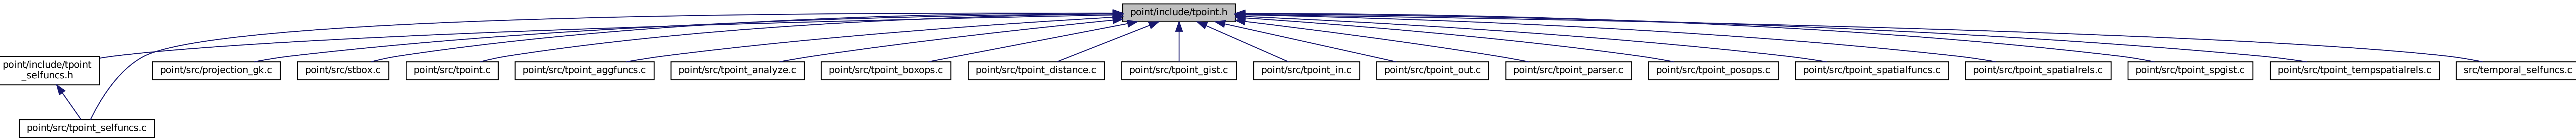 point/include/tpoint.h
point/include/tpoint
_selfuncs.h
point/src/projection_gk.c
point/src/stbox.c
point/src/tpoint.c
point/src/tpoint_aggfuncs.c
point/src/tpoint_analyze.c
point/src/tpoint_boxops.c
point/src/tpoint_distance.c
point/src/tpoint_gist.c
point/src/tpoint_in.c
point/src/tpoint_out.c
point/src/tpoint_parser.c
point/src/tpoint_posops.c
point/src/tpoint_spatialfuncs.c
point/src/tpoint_spatialrels.c
point/src/tpoint_spgist.c
point/src/tpoint_tempspatialrels.c
src/temporal_selfuncs.c
point/src/tpoint_selfuncs.c